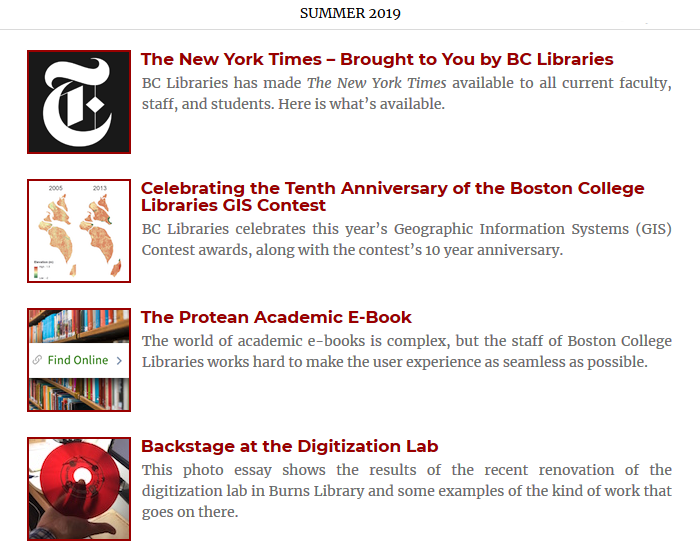 SUMMER 2019
The New York Times – Brought to You by BC Libraries
BC Libraries has made The New York Times available to all current faculty,
staff, and students. Here is what’s available.
2005 2013
Celebrating the Tenth Anniversary of the Boston College
Libraries GIS Contest
BC Libraries celebrates this year’s Geographic Information Systems (GIS)
Contest awards, along with the contest’s 10 year anniversary.
The Protean Academic E-Book
The world of academic e-books is complex, but the staff of Boston College
Libraries works hard to make the user experience as seamless as possible.
Find Online
Backstage at the Digitization Lab
This photo essay shows the results of the recent renovation of the
digitization lab in Burns Library and some examples of the kind of work that
goes on there.